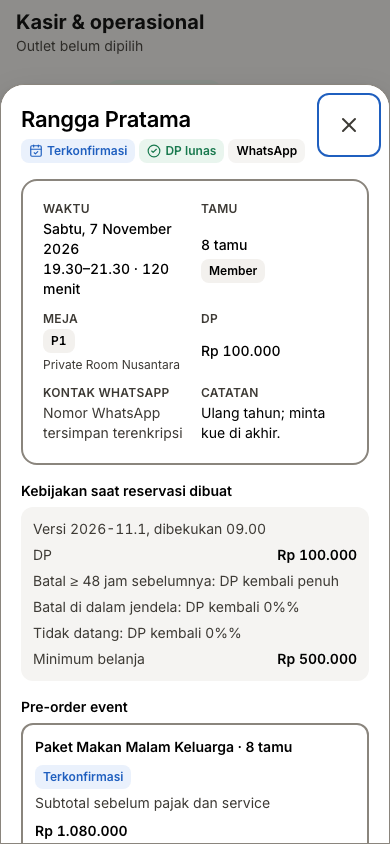 Kasir & operasional
Outlet belum dipilih
Rangga Pratama
Terkonfirmasi
DP lunas
WhatsApp
WAKTU
Sabtu, 7 November
2026
19.30–21.30 · 120
menit
TAMU
8 tamu
Member
MEJA
P1
Private Room Nusantara
DP
Rp 100.000
KONTAK WHATSAPP
Nomor WhatsApp
tersimpan terenkripsi
CATATAN
Ulang tahun; minta
kue di akhir.
Kebijakan saat reservasi dibuat
Versi 2026-11.1, dibekukan 09.00
DP Rp 100.000
Batal ≥ 48 jam sebelumnya: DP kembali penuh
Batal di dalam jendela: DP kembali 0%%
Tidak datang: DP kembali 0%%
Minimum belanja Rp 500.000
Pre-order event
Paket Makan Malam Keluarga · 8 tamu
Terkonfirmasi
Subtotal sebelum pajak dan service
Rp 1.080.000